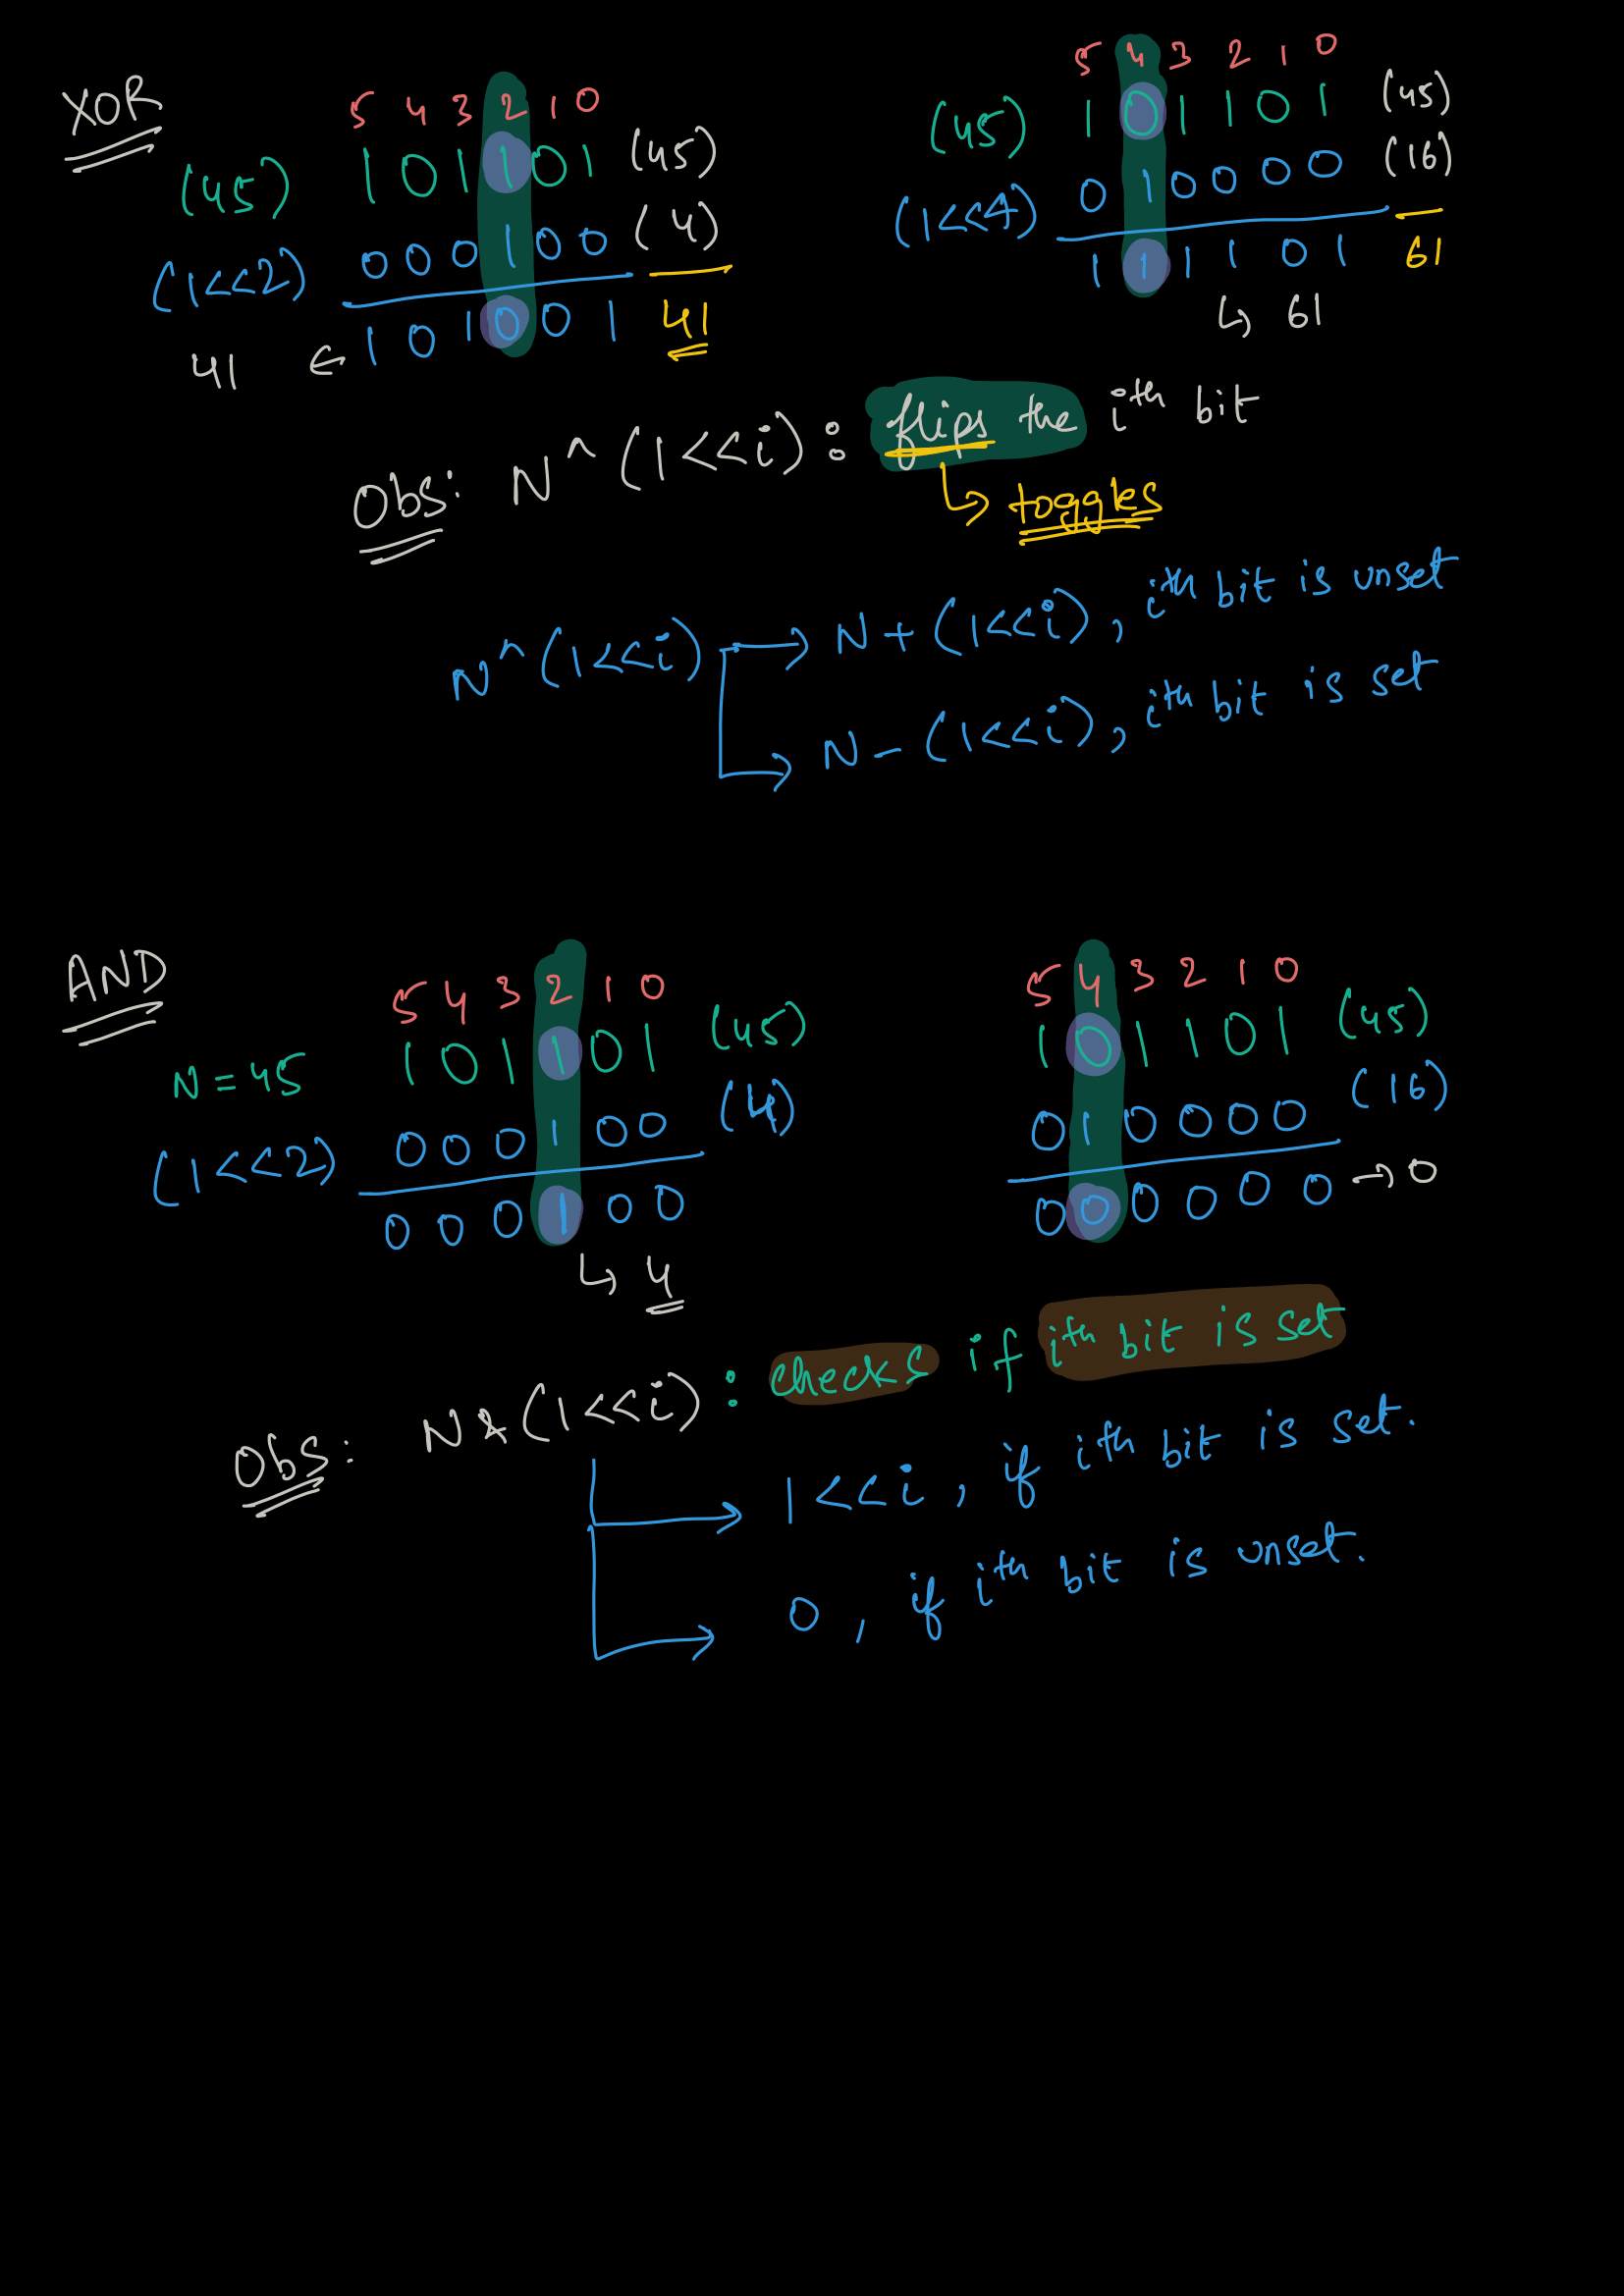 XOR
5 4 3 2 1 0
(45) 1 0 1 1 0 1 (45)
(1<<2) 0 0 0 1 0 0 (4)
41 ← 1 0 1 0 0 1 41
5 4 3 2 1 0
(45) 1 0 1 1 0 1 (45)
(1<<4) 0 1 0 0 0 0 (16)
1 1 1 1 0 1 61
↳ 61
Obs: N^(1<<i) : flips the ith bit
↳ toggles
N^(1<<i) → N+(1<<i), ith bit is unset
→ N-(1<<i), ith bit is set
AND
5 4 3 2 1 0
N=45 1 0 1 1 0 1 (45)
(1<<2) 0 0 0 1 0 0 (4)
0 0 0 1 0 0
↳ 4
5 4 3 2 1 0
1 0 1 1 0 1 (45)
0 1 0 0 0 0 (16)
0 0 0 0 0 0 → 0
Obs: N&(1<<i) : checks if ith bit is set
→ 1<<i, if ith bit is set.
→ 0, if ith bit is unset.